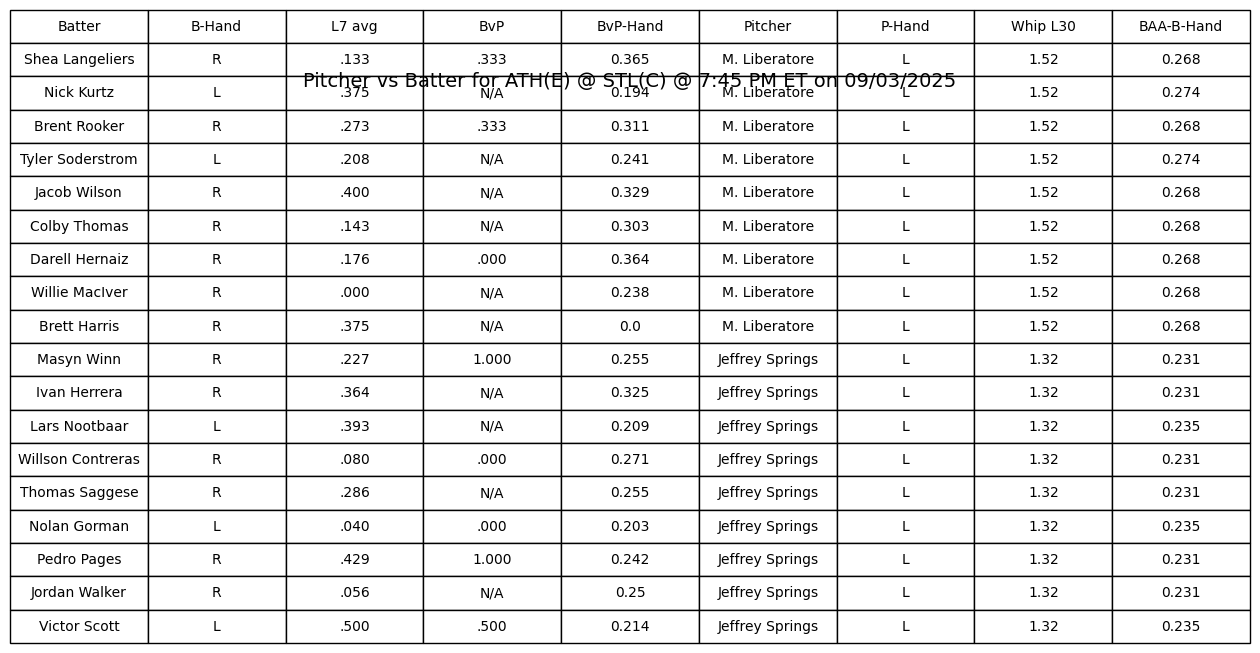 Batter B-Hand L7 avg BvP BvP-Hand Pitcher P-Hand Whip L30 BAA-B-Hand
Shea Langeliers R .133 .333 0.365 M. Liberatore L 1.52 0.268
Pitcher vs Batter for ATH(E) @ STL(C) @ 7:45 PM ET on 09/03/2025
Nick Kurtz L .375 N/A 0.194 M. Liberatore L 1.52 0.274
Brent Rooker R .273 .333 0.311 M. Liberatore L 1.52 0.268
Tyler Soderstrom L .208 N/A 0.241 M. Liberatore L 1.52 0.274
Jacob Wilson R .400 N/A 0.329 M. Liberatore L 1.52 0.268
Colby Thomas R .143 N/A 0.303 M. Liberatore L 1.52 0.268
Darell Hernaiz R .176 .000 0.364 M. Liberatore L 1.52 0.268
Willie MacIver R .000 N/A 0.238 M. Liberatore L 1.52 0.268
Brett Harris R .375 N/A 0.0 M. Liberatore L 1.52 0.268
Masyn Winn R .227 1.000 0.255 Jeffrey Springs L 1.32 0.231
Ivan Herrera R .364 N/A 0.325 Jeffrey Springs L 1.32 0.231
Lars Nootbaar L .393 N/A 0.209 Jeffrey Springs L 1.32 0.235
Willson Contreras R .080 .000 0.271 Jeffrey Springs L 1.32 0.231
Thomas Saggese R .286 N/A 0.255 Jeffrey Springs L 1.32 0.231
Nolan Gorman L .040 .000 0.203 Jeffrey Springs L 1.32 0.235
Pedro Pages R .429 1.000 0.242 Jeffrey Springs L 1.32 0.231
Jordan Walker R .056 N/A 0.25 Jeffrey Springs L 1.32 0.231
Victor Scott L .500 .500 0.214 Jeffrey Springs L 1.32 0.235